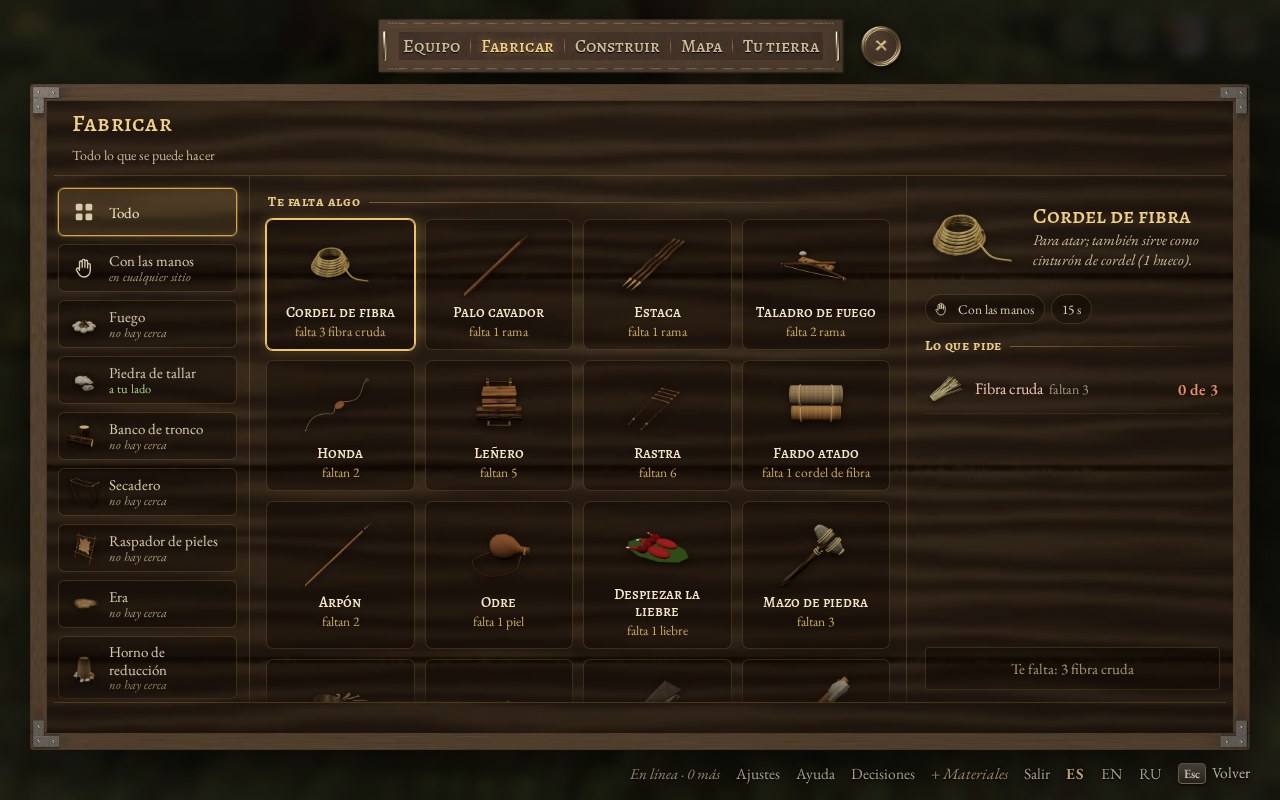 Equipo
Fabricar
Construir
Mapa
Tu tierra
Fabricar
Todo lo que se puede hacer
Todo
Con las manos
en cualquier sitio
Fuego
no hay cerca
Piedra de tallar
a tu lado
Banco de tronco
no hay cerca
Secadero
no hay cerca
Raspador de pieles
no hay cerca
Era
no hay cerca
Horno de
reducción
no hay cerca
Te falta algo
Cordel de fibra
falta 3 fibra cruda
Palo cavador
falta 1 rama
Estaca
falta 1 rama
Taladro de fuego
falta 2 rama
Honda
faltan 2
Leñero
faltan 5
Rastra
faltan 6
Fardo atado
falta 1 cordel de fibra
Arpón
faltan 2
Odre
falta 1 piel
Despiezar la
liebre
falta 1 liebre
Mazo de piedra
faltan 3
Cordel de fibra
Para atar; también sirve como
cinturón de cordel (1 hueco).
Con las manos
15 s
Lo que pide
Fibra cruda faltan 3
0 de 3
Te falta: 3 fibra cruda
En línea · 0 más
Ajustes
Ayuda
Decisiones
+ Materiales
Salir
ES
EN
RU
Esc
Volver